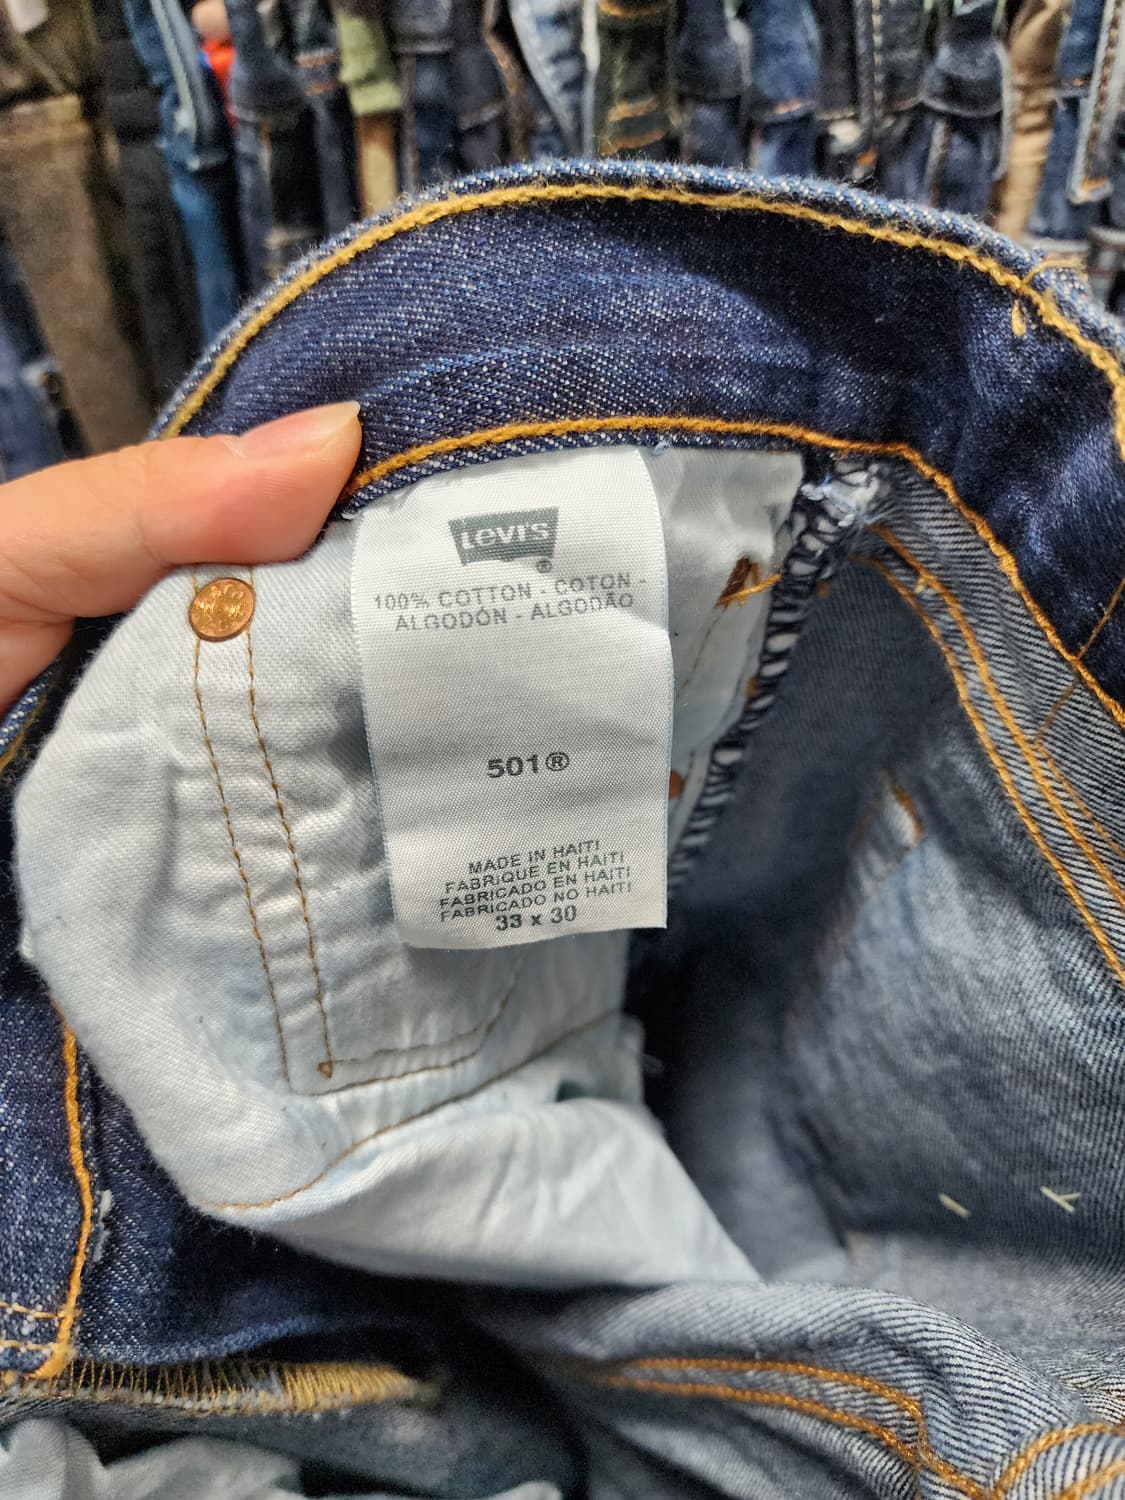 Levi's
®
100% COTTON - COTON -
ALGODÓN - ALGODÃO
501®
MADE IN HAITI
FABRIQUE EN HAITI
FABRICADO EN HAITI
FABRICADO NO HAITI
33 x 30